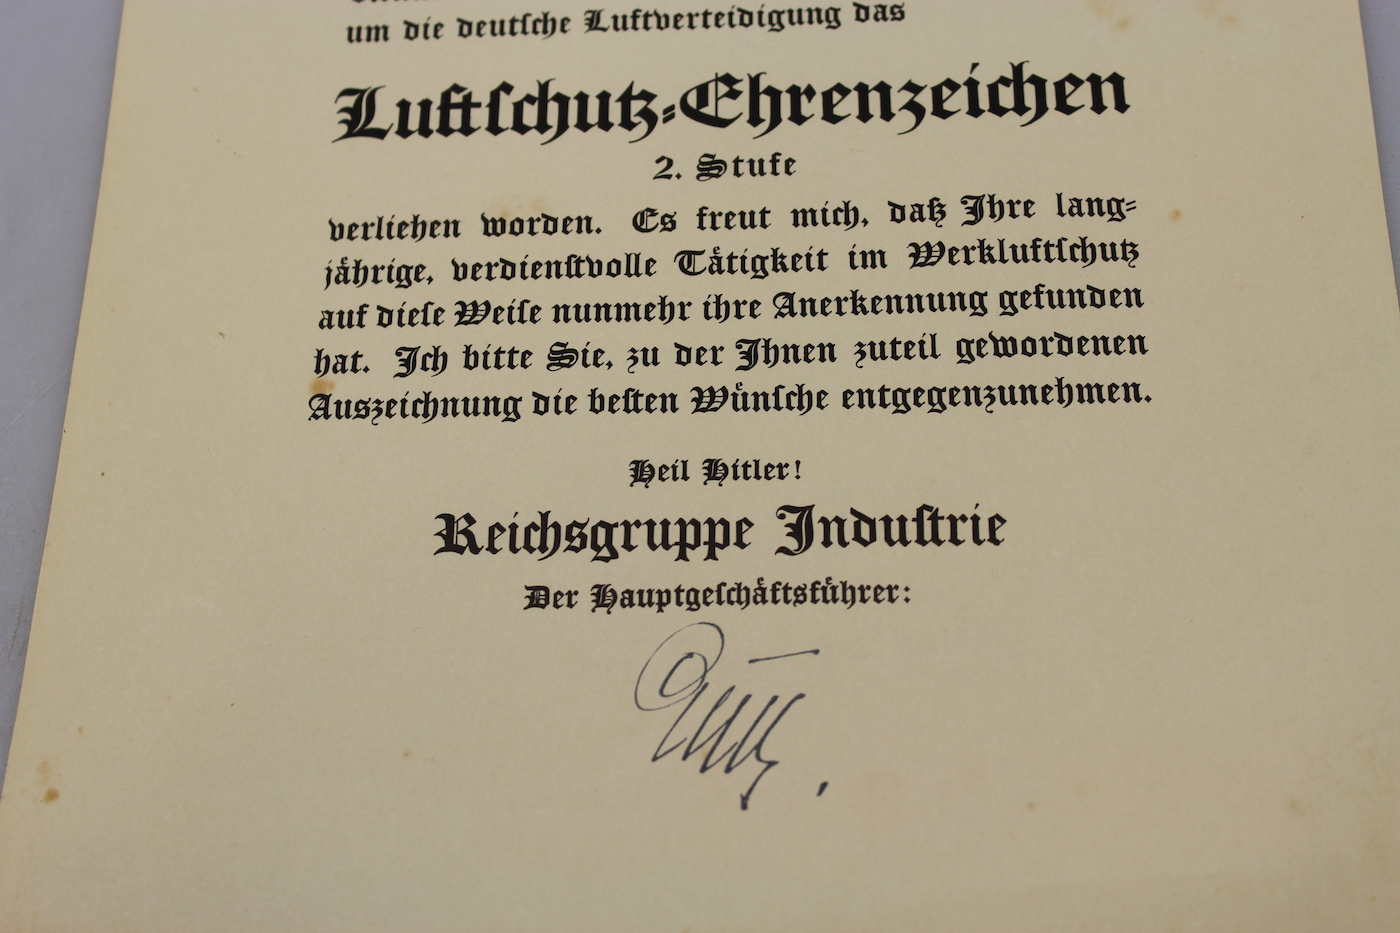 um die deutſche Luftverteidigung das
Luftſchutz=Ehrenzeichen
2. Stufe
verliehen worden. Es freut mich, daß Ihre lang=
jährige, verdienſtvolle Tätigkeit im Werkluftſchutz
auf dieſe Weiſe nunmehr ihre Anerkennung gefunden
hat. Ich bitte Sie, zu der Ihnen zuteil gewordenen
Auszeichnung die beſten Wünſche entgegenzunehmen.
Heil Hitler!
Reichsgruppe Induſtrie
Der Hauptgeſchäftsführer: